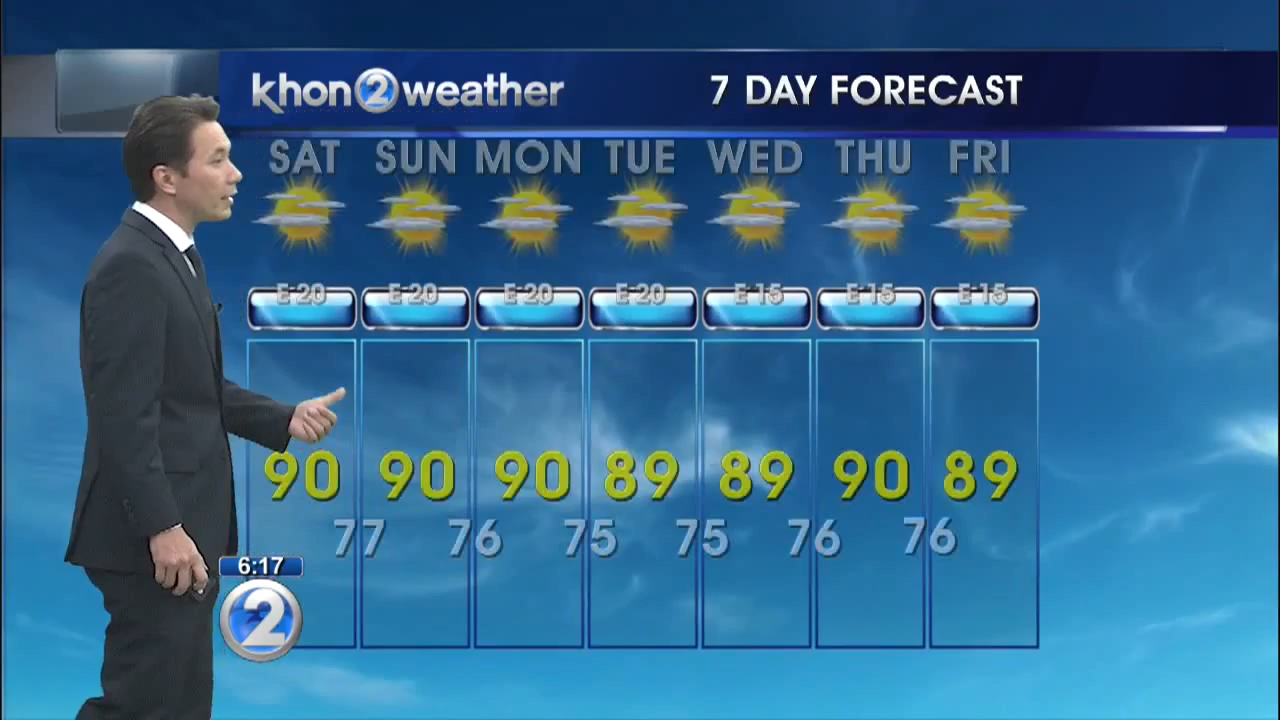 khon2weather
7 DAY FORECAST
SAT SUN MON TUE WED THU FRI
E 20 E 20 E 20 E 20 E 15 E 15 E 15
90 90 90 89 89 90 89
77 76 75 75 76 76
6:17
2